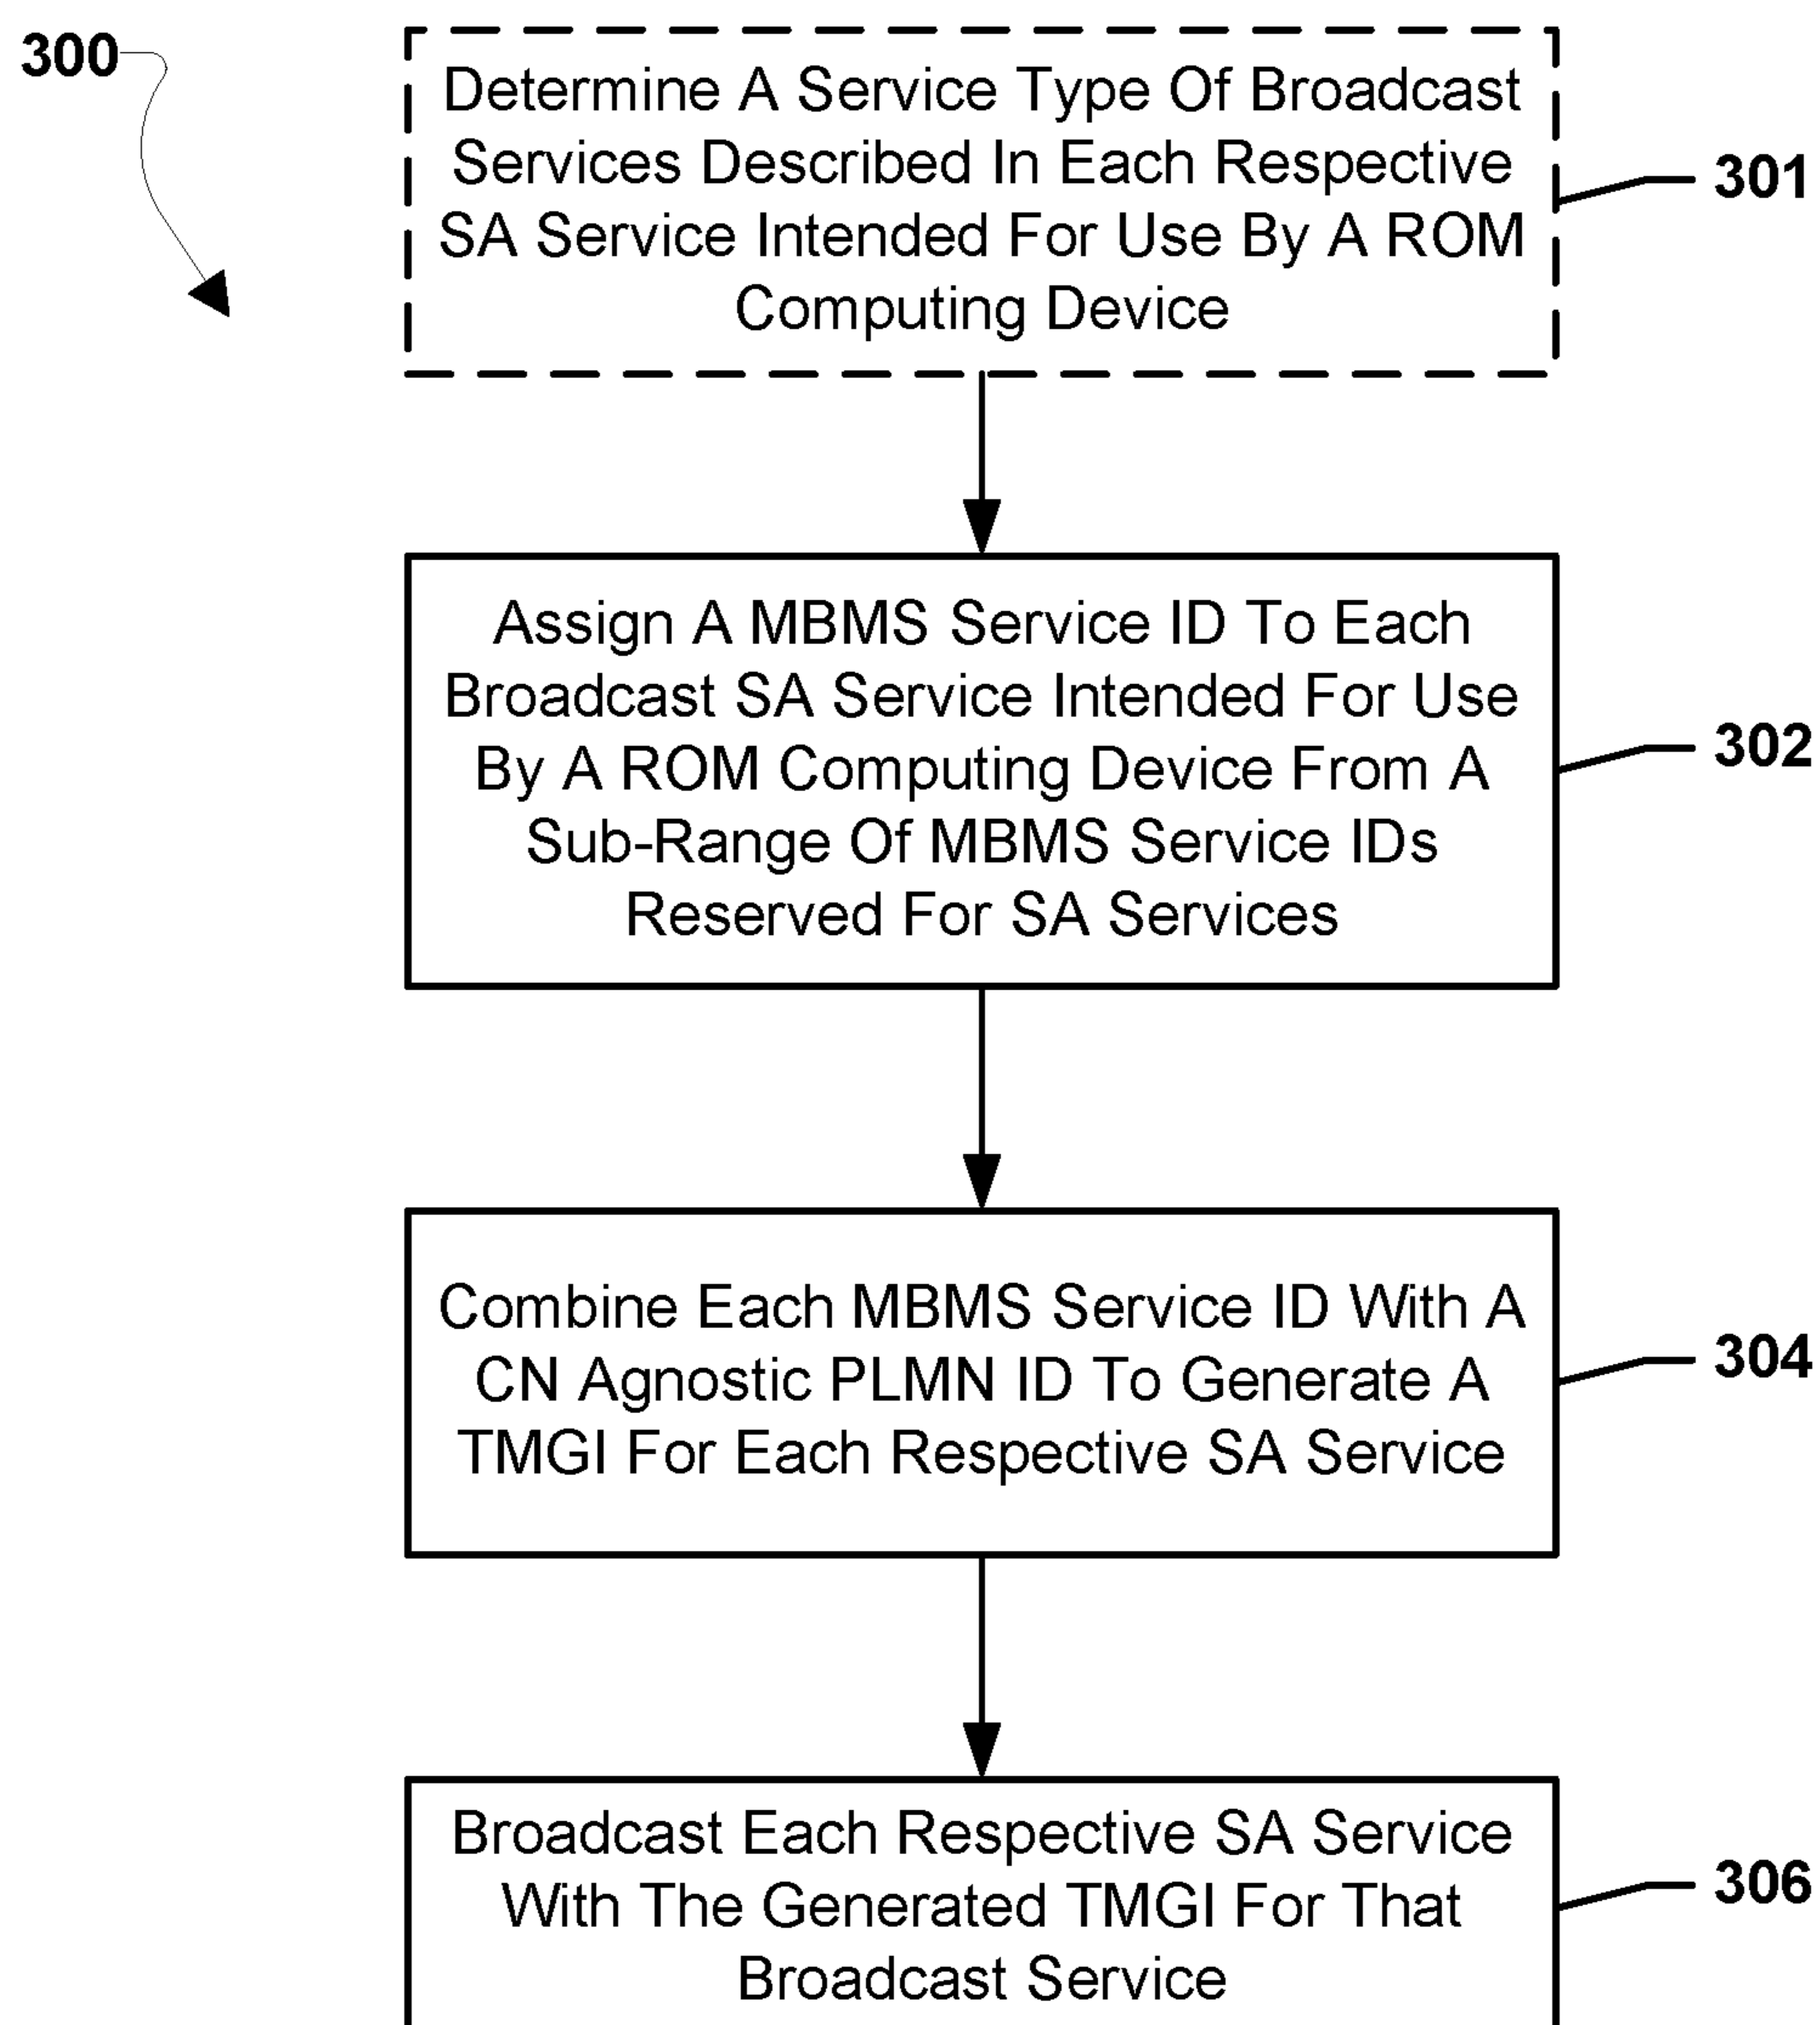 300
Determine A Service Type Of Broadcast
Services Described In Each Respective
SA Service Intended For Use By A ROM
Computing Device
301
Assign A MBMS Service ID To Each
Broadcast SA Service Intended For Use
By A ROM Computing Device From A
Sub-Range Of MBMS Service IDs
Reserved For SA Services
302
Combine Each MBMS Service ID With A
CN Agnostic PLMN ID To Generate A
TMGI For Each Respective SA Service
304
Broadcast Each Respective SA Service
With The Generated TMGI For That
Broadcast Service
306